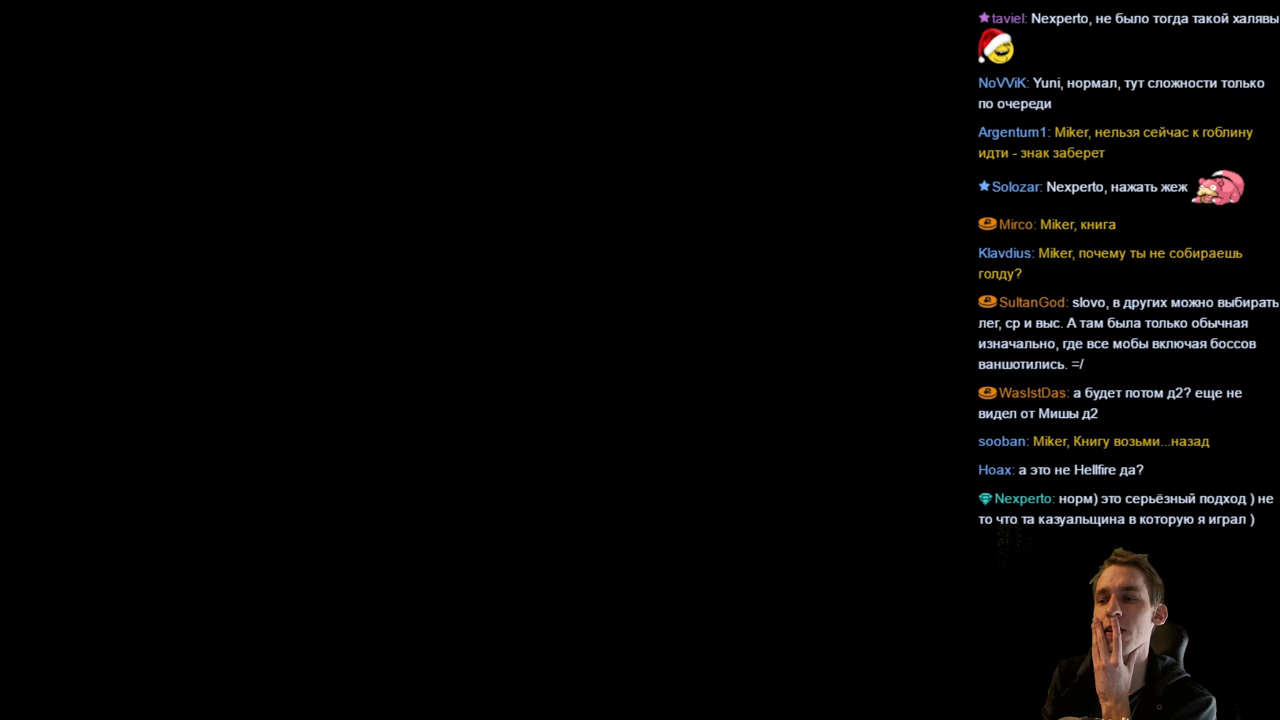 taviel: Nexperto, не было тогда такой халявы
NoVViK: Yuni, нормал, тут сложности только
по очереди
Argentum1: Miker, нельзя сейчас к гоблину
идти - знак заберет
Solozar: Nexperto, нажать жеж
Mirco: Miker, книга
Klavdius: Miker, почему ты не собираешь
голду?
SultanGod: slovo, в других можно выбирать
лег, ср и выс. А там была только обычная
изначально, где все мобы включая боссов
ваншотились. =/
WasIstDas: а будет потом д2? еще не
видел от Мишы д2
sooban: Miker, Книгу возьми...назад
Hoax: а это не Hellfire да?
Nexperto: норм) это серьёзный подход ) не
то что та казуальщина в которую я играл )